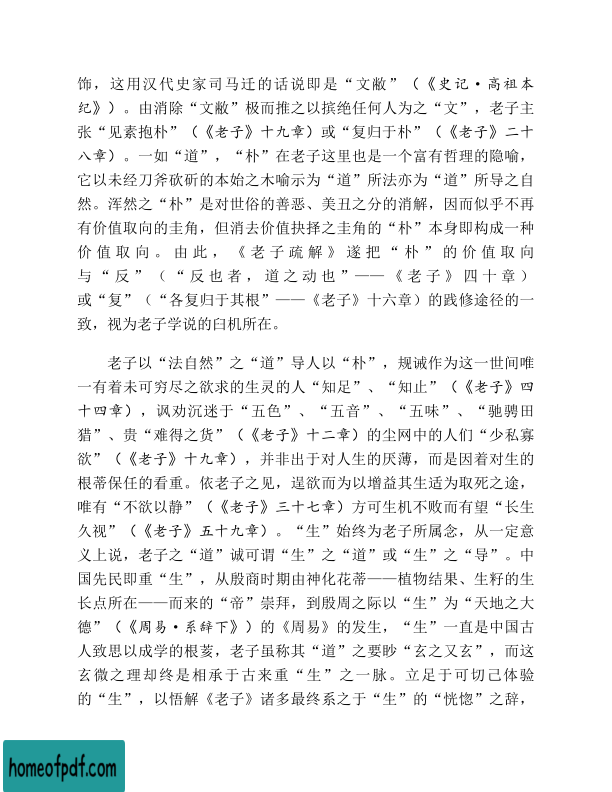 饰，这用汉代史家司马迁的话说即是“文敝”（《史记·高祖本
纪》）。由消除“文敝”极而推之以摈绝任何人为之“文”，老子主
张“见素抱朴”（《老子》十九章）或“复归于朴”（《老子》二十
八章）。一如“道”，“朴”在老子这里也是一个富有哲理的隐喻，
它以未经刀斧砍斫的本始之木喻示为“道”所法亦为“道”所导之自
然。浑然之“朴”是对世俗的善恶、美丑之分的消解，因而似乎不再
有价值取向的圭角，但消去价值抉择之圭角的“朴”本身即构成一种
价值取向。由此，《老子疏解》遂把“朴”的价值取向
与“反”（“反也者，道之动也”——《老子》四十章）
或“复”（“各复归于其根”——《老子》十六章）的践修途径的一
致，视为老子学说的臼机所在。
老子以“法自然”之“道”导人以“朴”，规诫作为这一世间唯
一有着未可穷尽之欲求的生灵的人“知足”、“知止”（《老子》四
十四章），讽劝沉迷于“五色”、“五音”、“五味”、“驰骋田
猎”、贵“难得之货”（《老子》十二章）的尘网中的人们“少私寡
欲”（《老子》十九章），并非出于对人生的厌薄，而是因着对生的
根蒂保任的看重。依老子之见，逞欲而为以增益其生适为取死之途，
唯有“不欲以静”（《老子》三十七章）方可生机不败而有望“长生
久视”（《老子》五十九章）。“生”始终为老子所属念，从一定意
义上说，老子之“道”诚可谓“生”之“道”或“生”之“导”。中
国先民即重“生”，从殷商时期由神化花蒂——植物结果、生籽的生
长点所在——而来的“帝”崇拜，到殷周之际以“生”为“天地之大
德”（《周易·系辞下》）的《周易》的发生，“生”一直是中国古
人致思以成学的根荄，老子虽称其“道”之要眇“玄之又玄”，而这
玄微之理却终是相承于古来重“生”之一脉。立足于可切己体验
的“生”，以悟解《老子》诸多最终系之于“生”的“恍惚”之辞，
homeofpdf.com